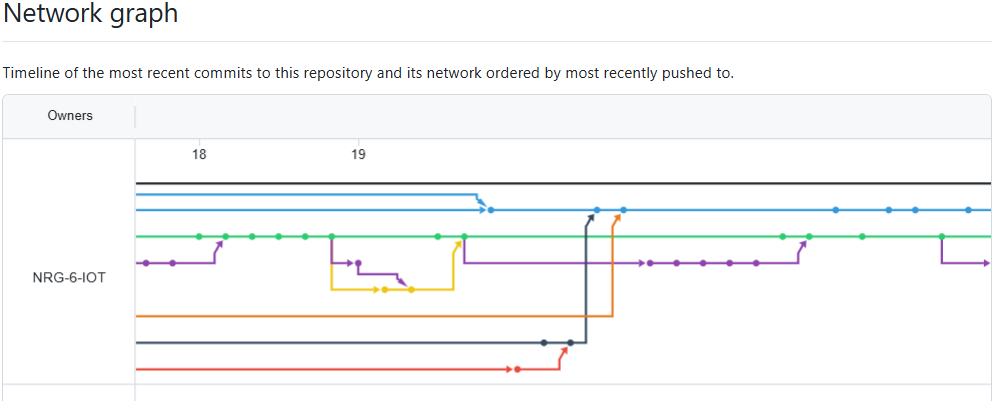 Network graph
Timeline of the most recent commits to this repository and its network ordered by most recently pushed to.
Owners
18 19
NRG-6-IOT